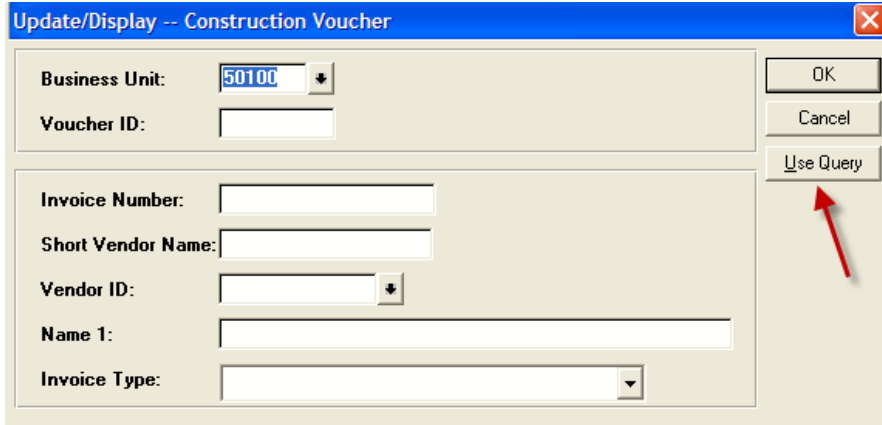 Update/Display -- Construction Voucher
Business Unit: 50100
Voucher ID:
OK
Cancel
Use Query
Invoice Number:
Short Vendor Name:
Vendor ID:
Name 1:
Invoice Type: